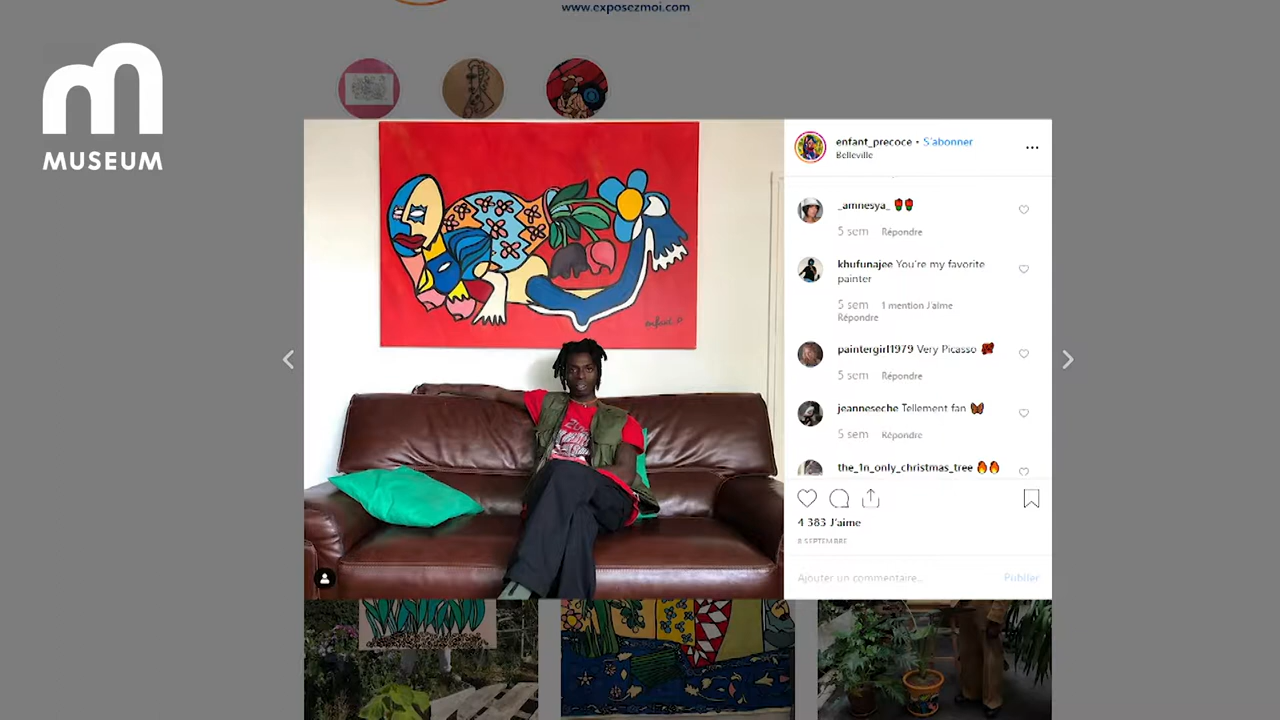 www.exposezmoi.com
MUSEUM
enfant_precoce • S'abonner
Belleville
_amnesya_ 🌹🌹
5 sem Répondre
khufunajee You're my favorite
painter
5 sem 1 mention J'aime
Répondre
paintergirl1979 Very Picasso 🌹
5 sem Répondre
jeanneseche Tellement fan 🦋
5 sem Répondre
the_1n_only_christmas_tree 🔥🔥
4 383 J'aime
8 SEPTEMBRE
Ajouter un commentaire...
Publier